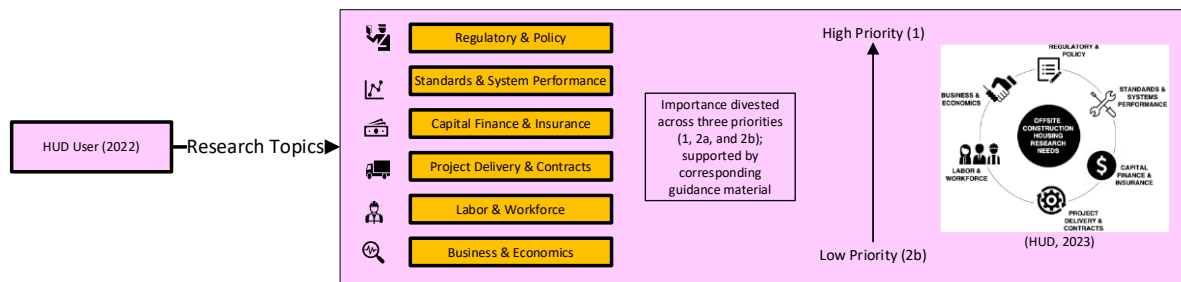 HUD User (2022)
Research Topics
Regulatory & Policy
Standards & System Performance
Capital Finance & Insurance
Project Delivery & Contracts
Labor & Workforce
Business & Economics
Importance divested
across three priorities
(1, 2a, and 2b);
supported by
corresponding
guidance material
High Priority (1)
Low Priority (2b)
REGULATORY &
POLICY
BUSINESS &
ECONOMICS
STANDARDS &
SYSTEMS
PERFORMANCE
OFFSITE
CONSTRUCTION
HOUSING
RESEARCH
NEEDS
LABOR &
WORKFORCE
CAPITAL
FINANCE &
INSURANCE
PROJECT
DELIVERY &
CONTRACTS
(HUD, 2023)